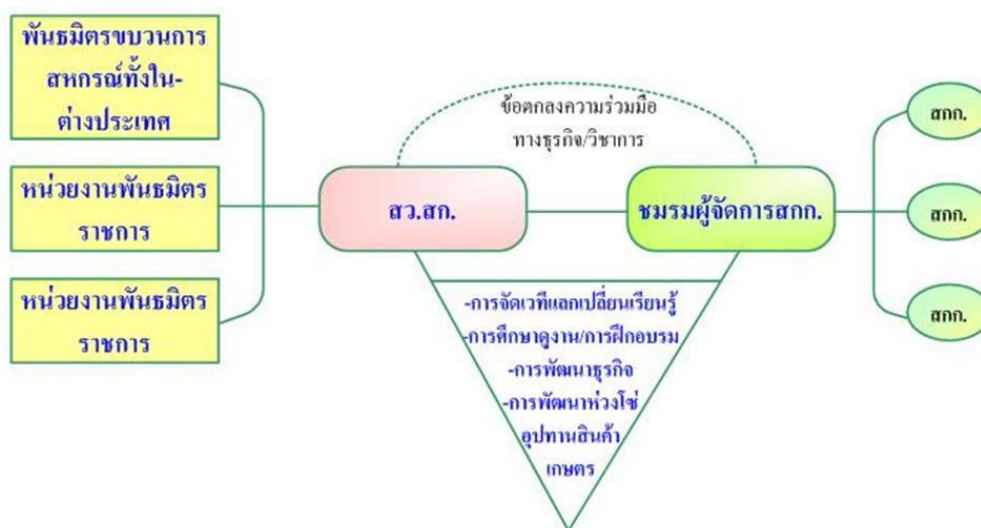 พันธมิตรขบวนการ
สหกรณ์ทั้งใน-
ต่างประเทศ
หน่วยงานพันธมิตร
ราชการ
หน่วยงานพันธมิตร
ราชการ
ข้อตกลงความร่วมมือ
ทางธุรกิจ/วิชาการ
สว.สก.
ชมรมผู้จัดการสกก.
สกก.
สกก.
สกก.
-การจัดเวทีแลกเปลี่ยนเรียนรู้
-การศึกษาดูงาน/การฝึกอบรม
-การพัฒนาธุรกิจ
-การพัฒนาห่วงโซ่
อุปทานสินค้า
เกษตร